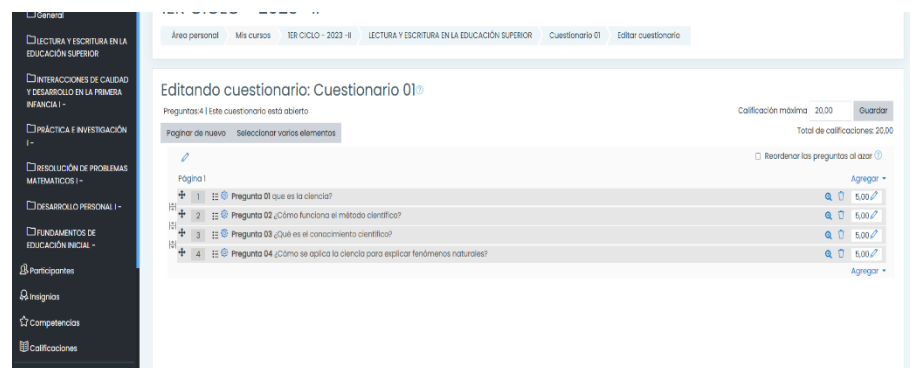 General
LECTURA Y ESCRITURA EN LA
EDUCACIÓN SUPERIOR
INTERACCIONES DE CALIDAD
Y DESARROLLO EN LA PRIMERA
INFANCIA I -
PRÁCTICA E INVESTIGACIÓN
I -
RESOLUCIÓN DE PROBLEMAS
MATEMATICOS I -
DESARROLLO PERSONAL I -
FUNDAMENTOS DE
EDUCACIÓN INICIAL -
Participantes
Insignias
Competencias
Calificaciones
1ER CICLO - 2023 -II
Área personal Mis cursos 1ER CICLO - 2023 -II LECTURA Y ESCRITURA EN LA EDUCACIÓN SUPERIOR Cuestionario 01 Editar cuestionario
Editando cuestionario: Cuestionario 01
Preguntas:4 | Este cuestionario está abierto
Calificación máxima 20,00 Guardar
Paginar de nuevo Seleccionar varios elementos
Total de calificaciones: 20,00
Reordenar las preguntas al azar
Página 1
Agregar
1 Pregunta 01 que es la ciencia? 5,00
2 Pregunta 02 ¿Cómo funciona el método científico? 5,00
3 Pregunta 03 ¿Qué es el conocimiento científico? 5,00
4 Pregunta 04 ¿Cómo se aplica la ciencia para explicar fenómenos naturales? 5,00
Agregar